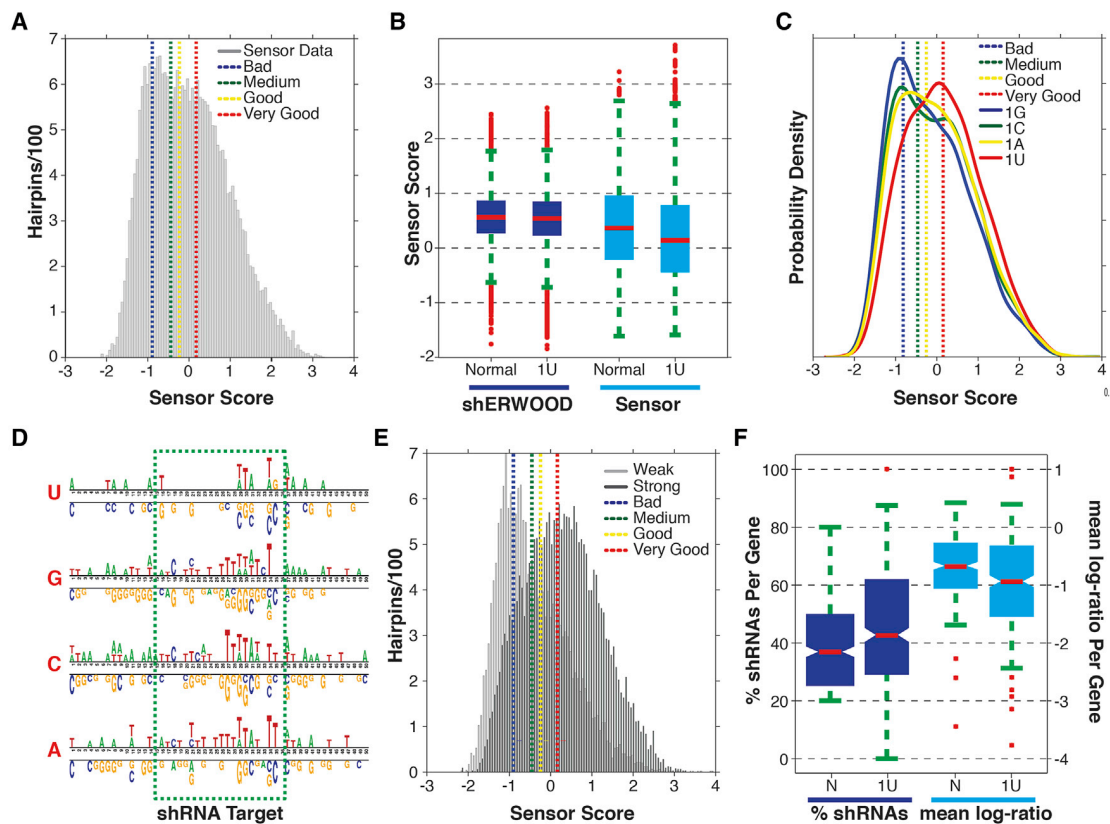 A
7
6
5
4
3
2
1
0
Hairpins/100
-3 -2 -1 0 1 2 3 4
Sensor Score
Sensor Data
Bad
Medium
Good
Very Good
B
3
2
1
0
-1
-2
Sensor Score
Normal 1U Normal 1U
shERWOOD Sensor
C
Probability Density
Bad
Medium
Good
Very Good
1G
1C
1A
1U
-3 -2 -1 0 1 2 3 4
Sensor Score
0.
D
U
G
C
A
shRNA Target
E
7
6
5
4
3
2
1
0
Hairpins/100
Weak
Strong
Bad
Medium
Good
Very Good
-3 -2 -1 0 1 2 3 4
Sensor Score
F
100
80
60
40
20
0
% shRNAs Per Gene
1
0
-1
-2
-3
-4
mean log-ratio Per Gene
N 1U N 1U
% shRNAs mean log-ratio